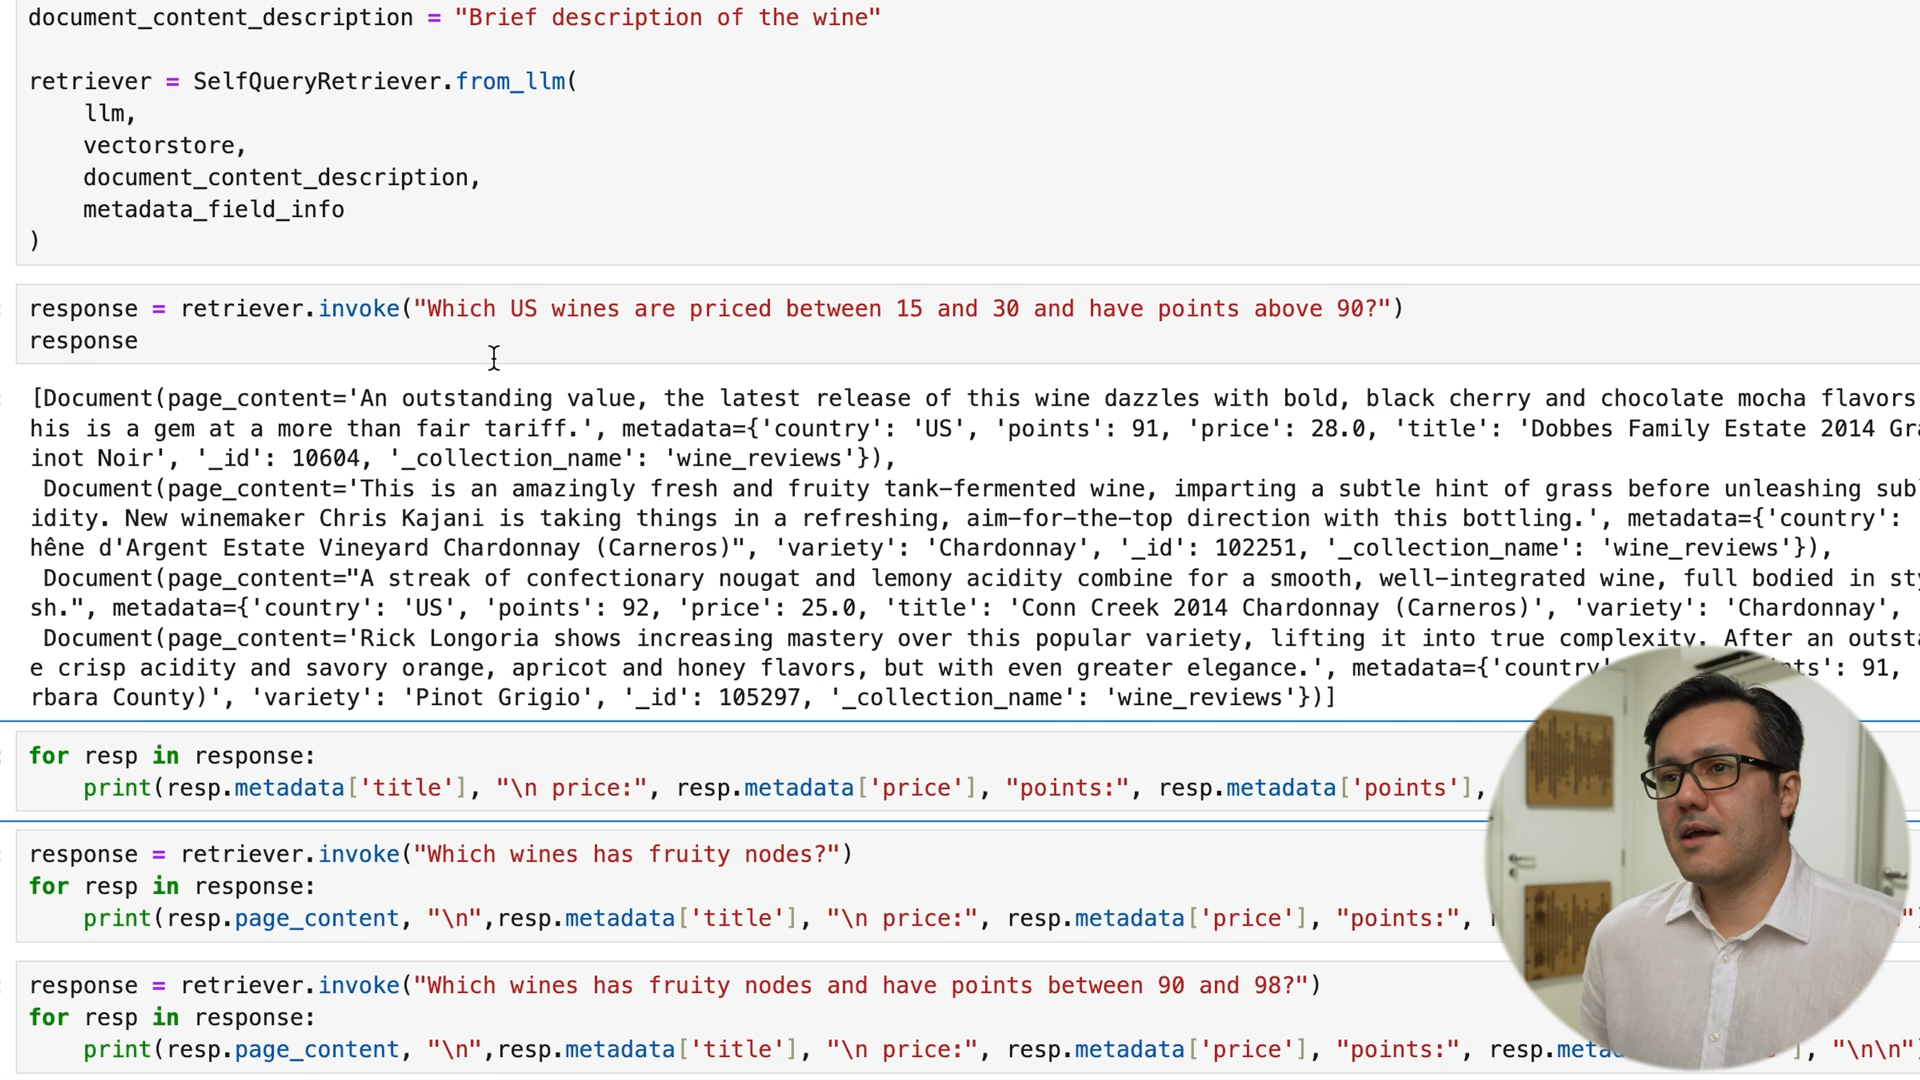 document_content_description = "Brief description of the wine"
retriever = SelfQueryRetriever.from_llm(
    llm,
    vectorstore,
    document_content_description,
    metadata_field_info
)
response = retriever.invoke("Which US wines are priced between 15 and 30 and have points above 90?")
response
[Document(page_content='An outstanding value, the latest release of this wine dazzles with bold, black cherry and chocolate mocha flavors
his is a gem at a more than fair tariff.', metadata={'country': 'US', 'points': 91, 'price': 28.0, 'title': 'Dobbes Family Estate 2014 Gra
inot Noir', '_id': 10604, '_collection_name': 'wine_reviews'}),
 Document(page_content='This is an amazingly fresh and fruity tank-fermented wine, imparting a subtle hint of grass before unleashing sub
idity. New winemaker Chris Kajani is taking things in a refreshing, aim-for-the-top direction with this bottling.', metadata={'country':
hêne d'Argent Estate Vineyard Chardonnay (Carneros)", 'variety': 'Chardonnay', '_id': 102251, '_collection_name': 'wine_reviews'}),
 Document(page_content="A streak of confectionary nougat and lemony acidity combine for a smooth, well-integrated wine, full bodied in sty
sh.", metadata={'country': 'US', 'points': 92, 'price': 25.0, 'title': 'Conn Creek 2014 Chardonnay (Carneros)', 'variety': 'Chardonnay',
 Document(page_content='Rick Longoria shows increasing mastery over this popular variety, lifting it into true complexity. After an outsta
e crisp acidity and savory orange, apricot and honey flavors, but with even greater elegance.', metadata={'country' nts': 91,
rbara County)', 'variety': 'Pinot Grigio', '_id': 105297, '_collection_name': 'wine_reviews'})]
for resp in response:
    print(resp.metadata['title'], "\n price:", resp.metadata['price'], "points:", resp.metadata['points'],
response = retriever.invoke("Which wines has fruity nodes?")
for resp in response:
    print(resp.page_content, "\n",resp.metadata['title'], "\n price:", resp.metadata['price'], "points:",
response = retriever.invoke("Which wines has fruity nodes and have points between 90 and 98?")
for resp in response:
    print(resp.page_content, "\n",resp.metadata['title'], "\n price:", resp.metadata['price'], "points:", resp.meta ], "\n\n"